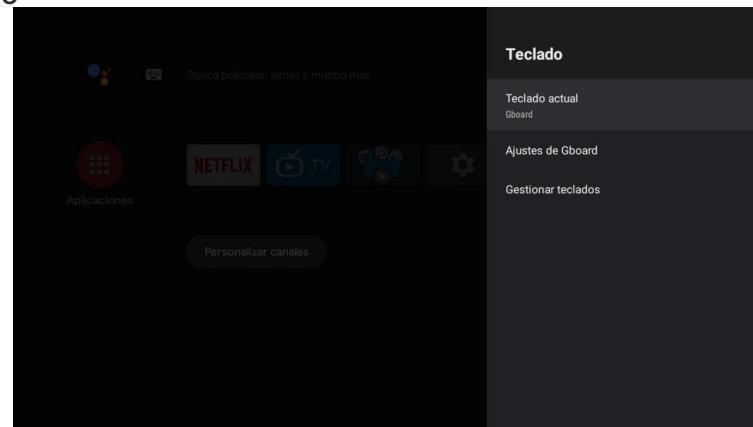 Busca películas, series y mucho más
NETFLIX
TV
Aplicaciones
Personalizar canales
Teclado
Teclado actual
Gboard
Ajustes de Gboard
Gestionar teclados